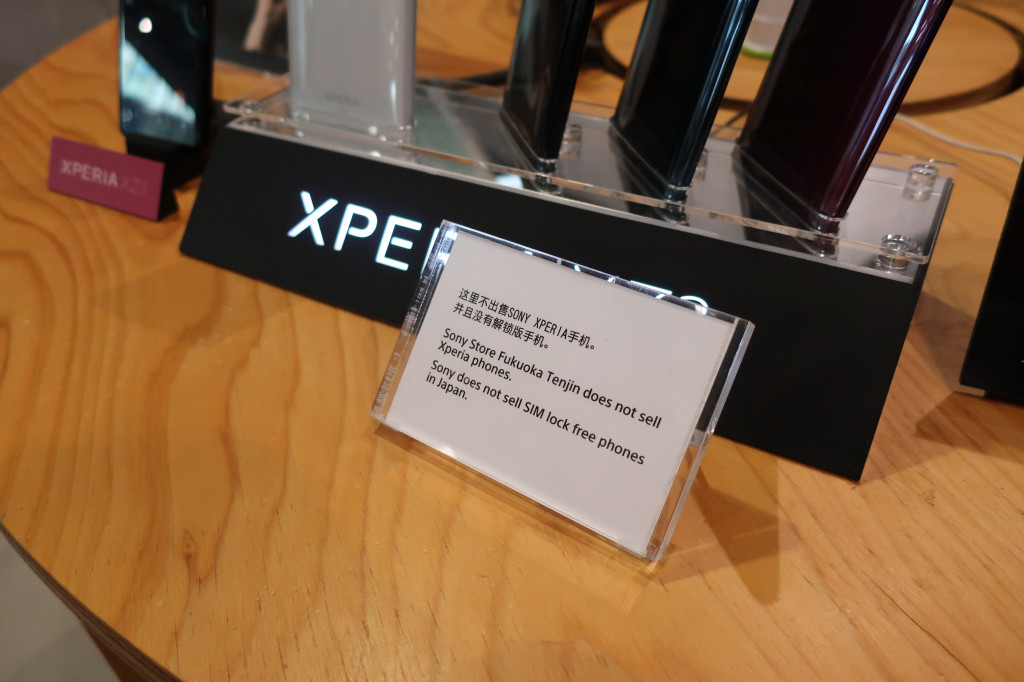 XPERIA XZ3
XPE
XZ3
这里不出售SONY XPERIA手机。
并且没有解锁版手机。
Sony Store Fukuoka Tenjin does not sell
Xperia phones.
Sony does not sell SIM lock free phones
in Japan.